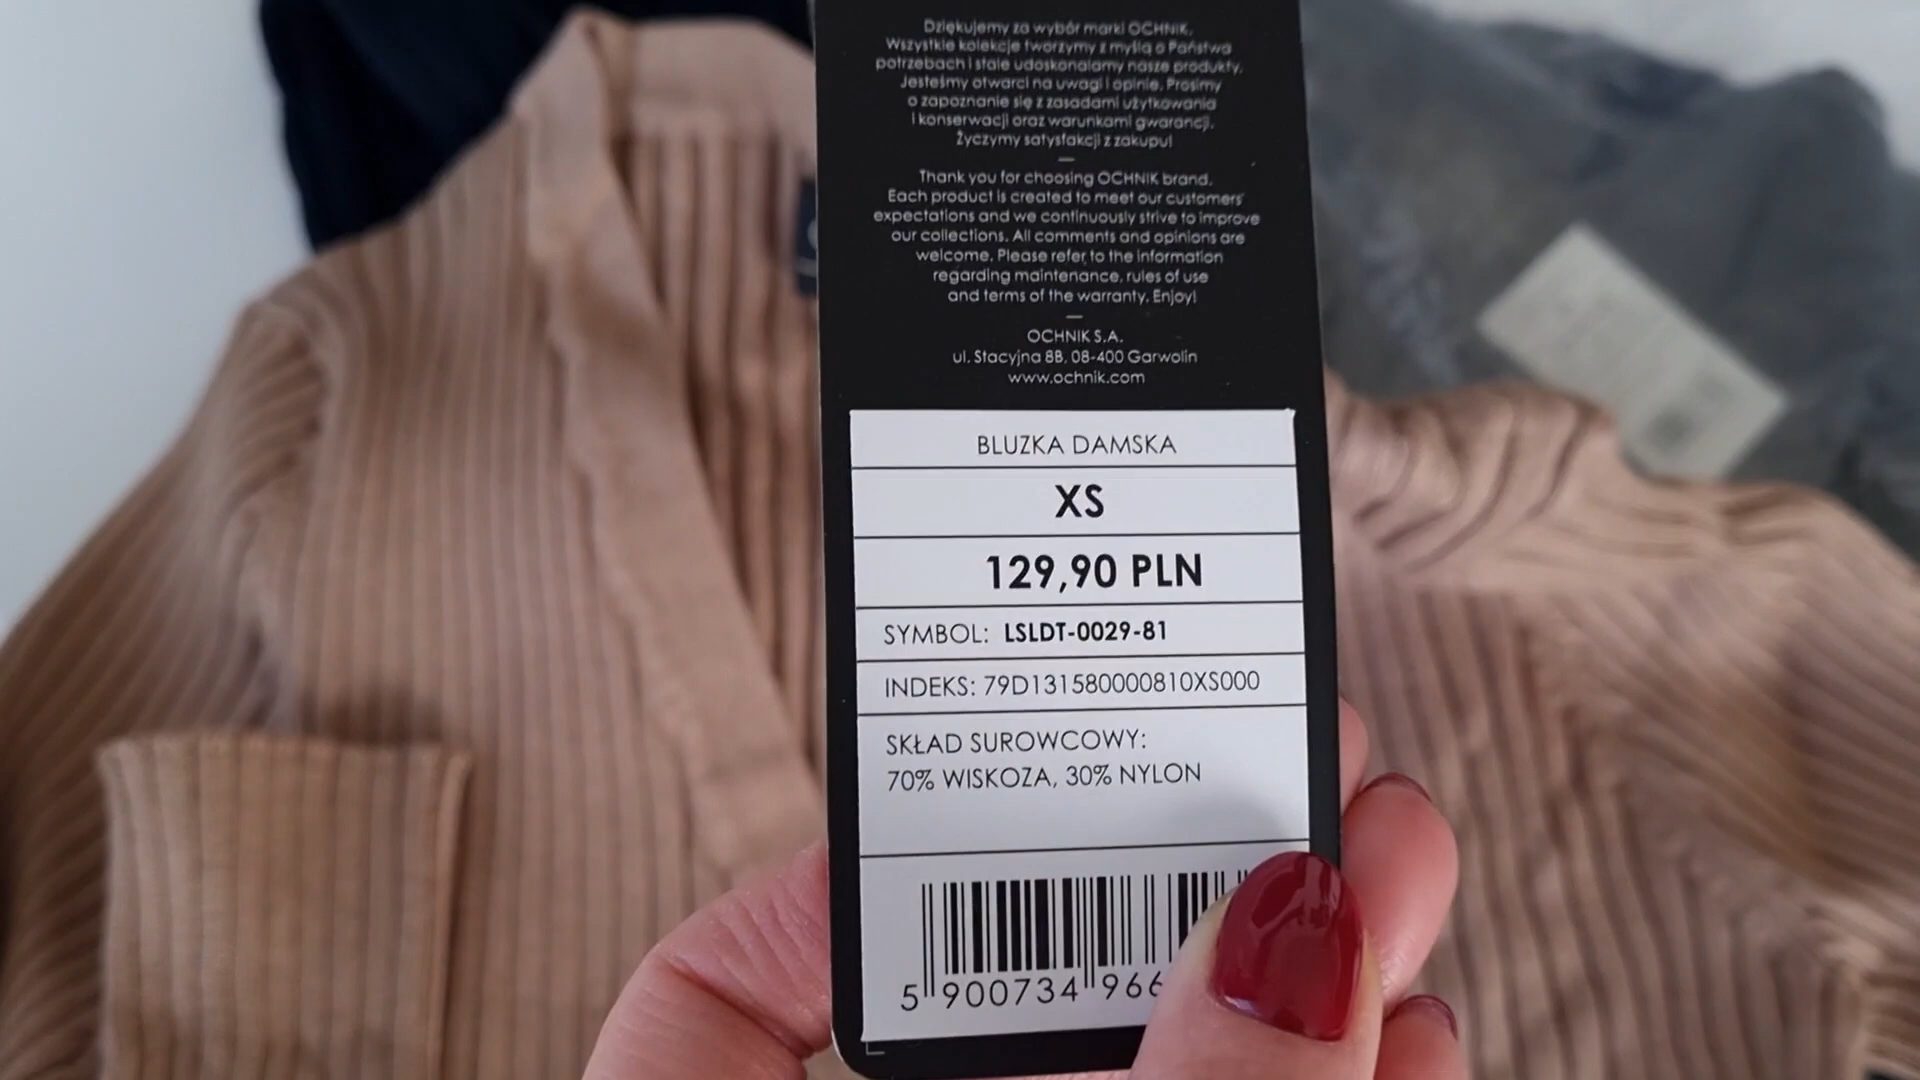 Dziękujemy za wybór marki OCHNIK.
Wszystkie kolekcje tworzymy z myślą o Państwa
potrzebach i stale udoskonalamy nasze produkty.
Jesteśmy otwarci na uwagi i opinie. Prosimy
o zapoznanie się z zasadami użytkowania
i konserwacji oraz warunkami gwarancji.
Życzymy satysfakcji z zakupu!
—
Thank you for choosing OCHNIK brand.
Each product is created to meet our customers'
expectations and we continuously strive to improve
our collections. All comments and opinions are
welcome. Please refer to the information
regarding maintenance, rules of use
and terms of the warranty. Enjoy!
—
OCHNIK S.A.
ul. Stacyjna 8B, 08-400 Garwolin
www.ochnik.com
BLUZKA DAMSKA
XS
129,90 PLN
SYMBOL: LSLDT-0029-81
INDEKS: 79D131580000810XS000
SKŁAD SUROWCOWY:
70% WISKOZA, 30% NYLON
5 900734 966